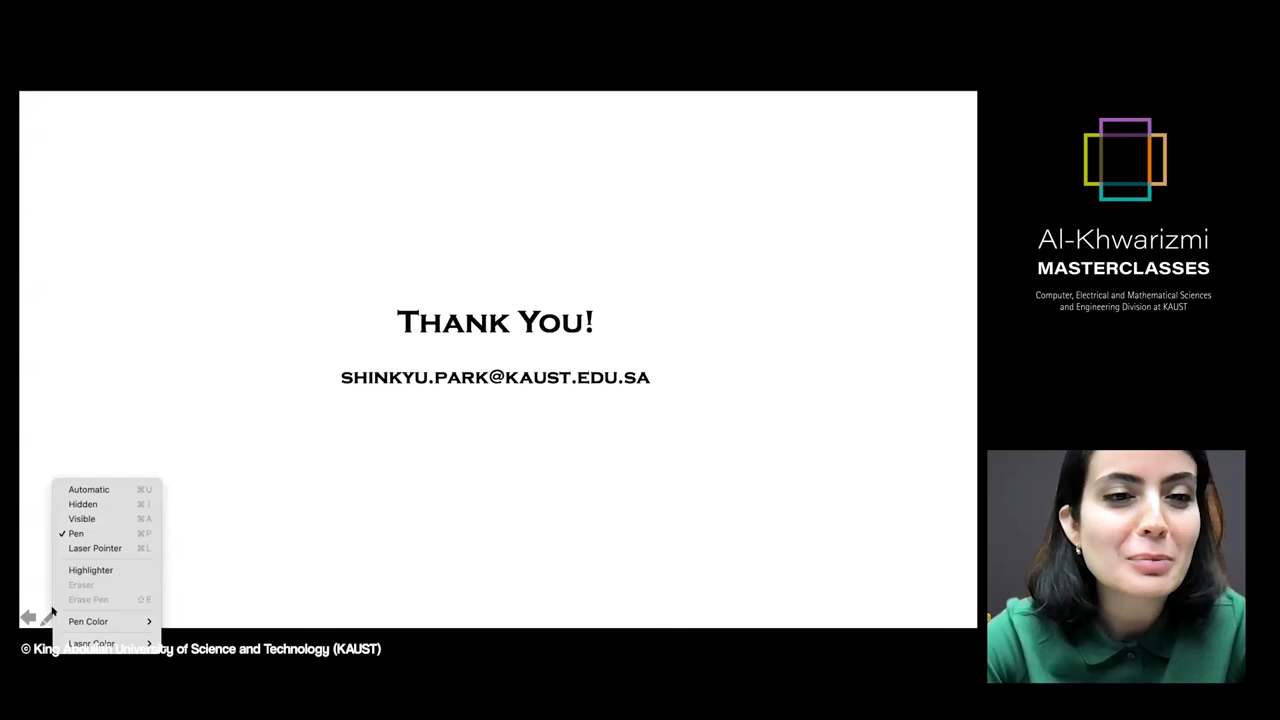 THANK YOU!
SHINKYU.PARK@KAUST.EDU.SA
Automatic ⌘U
Hidden ⌘I
Visible ⌘A
✓ Pen ⌘P
Laser Pointer ⌘L
Highlighter
Eraser
Erase Pen ⇧E
Pen Color
Laser Color
© King Abdullah University of Science and Technology (KAUST)
Al-Khwarizmi
MASTERCLASSES
Computer, Electrical and Mathematical Sciences
and Engineering Division at KAUST